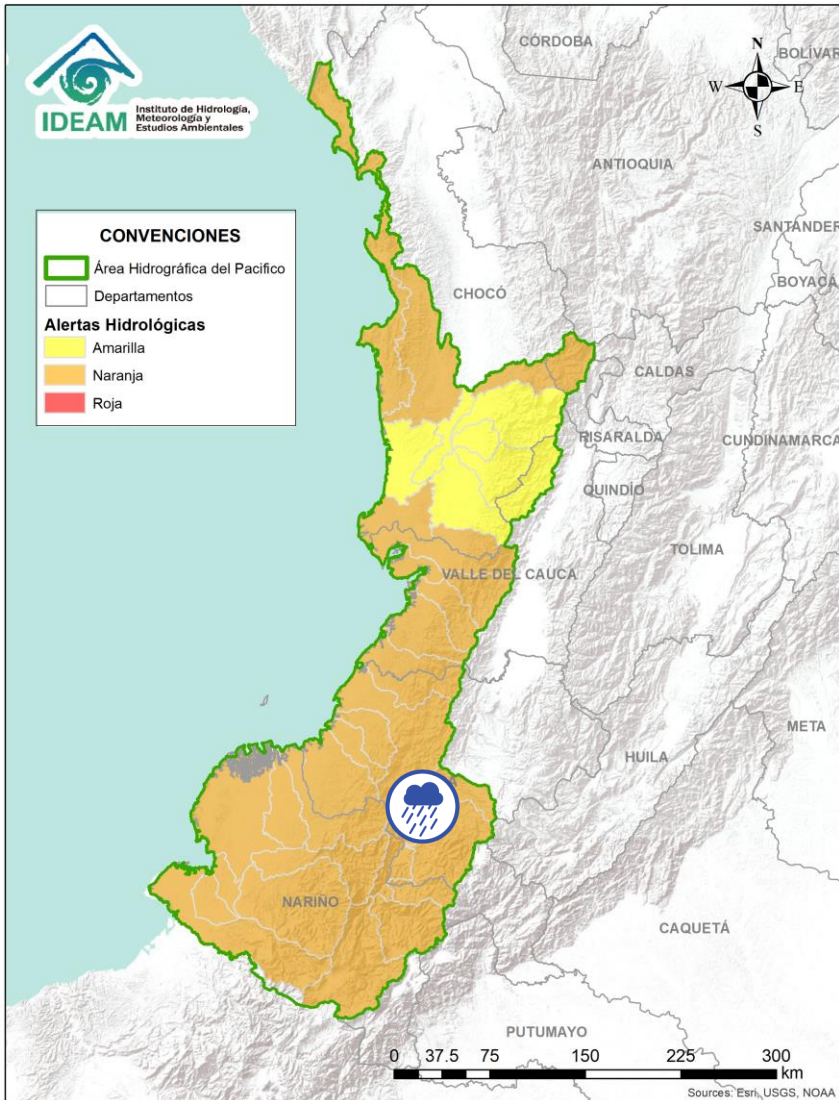 CÓRDOBA
BOLÍVAR
N
W
E
S
IDEAM
Instituto de Hidrología,
Meteorología y
Estudios Ambientales
ANTIOQUIA
SANTANDER
BOYACÁ
CONVENCIONES
Área Hidrográfica del Pacifico
Departamentos
Alertas Hidrológicas
Amarilla
Naranja
Roja
CHOCÓ
CALDAS
RISARALDA
CUNDINAMARCA
QUINDÍO
TOLIMA
VALLE DEL CAUCA
META
HUILA
NARIÑO
CAQUETÁ
PUTUMAYO
0 37.5 75 150 225 300
km
Sources: Esri, USGS, NOAA